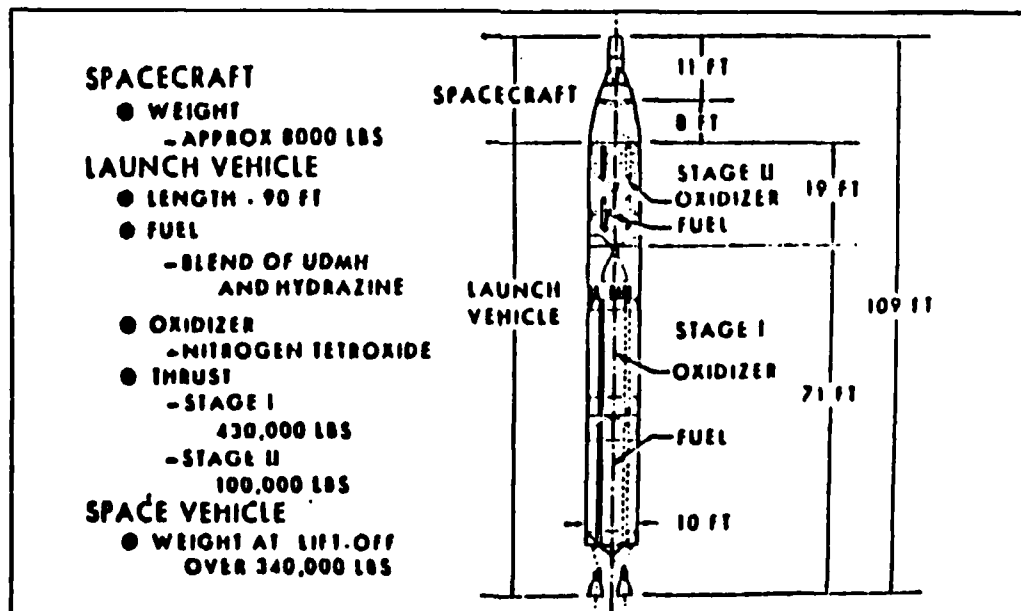 SPACECRAFT
● WEIGHT
- APPROX 8000 LBS
LAUNCH VEHICLE
● LENGTH - 90 FT
● FUEL
- BLEND OF UDMH
AND HYDRAZINE
● OXIDIZER
- NITROGEN TETROXIDE
● THRUST
- STAGE I
430,000 LBS
- STAGE II
100,000 LBS
SPACE VEHICLE
● WEIGHT AT LIFT-OFF
OVER 340,000 LBS
SPACECRAFT
LAUNCH
VEHICLE
11 FT
8 FT
STAGE II
OXIDIZER
FUEL
19 FT
STAGE I
OXIDIZER
FUEL
71 FT
109 FT
10 FT